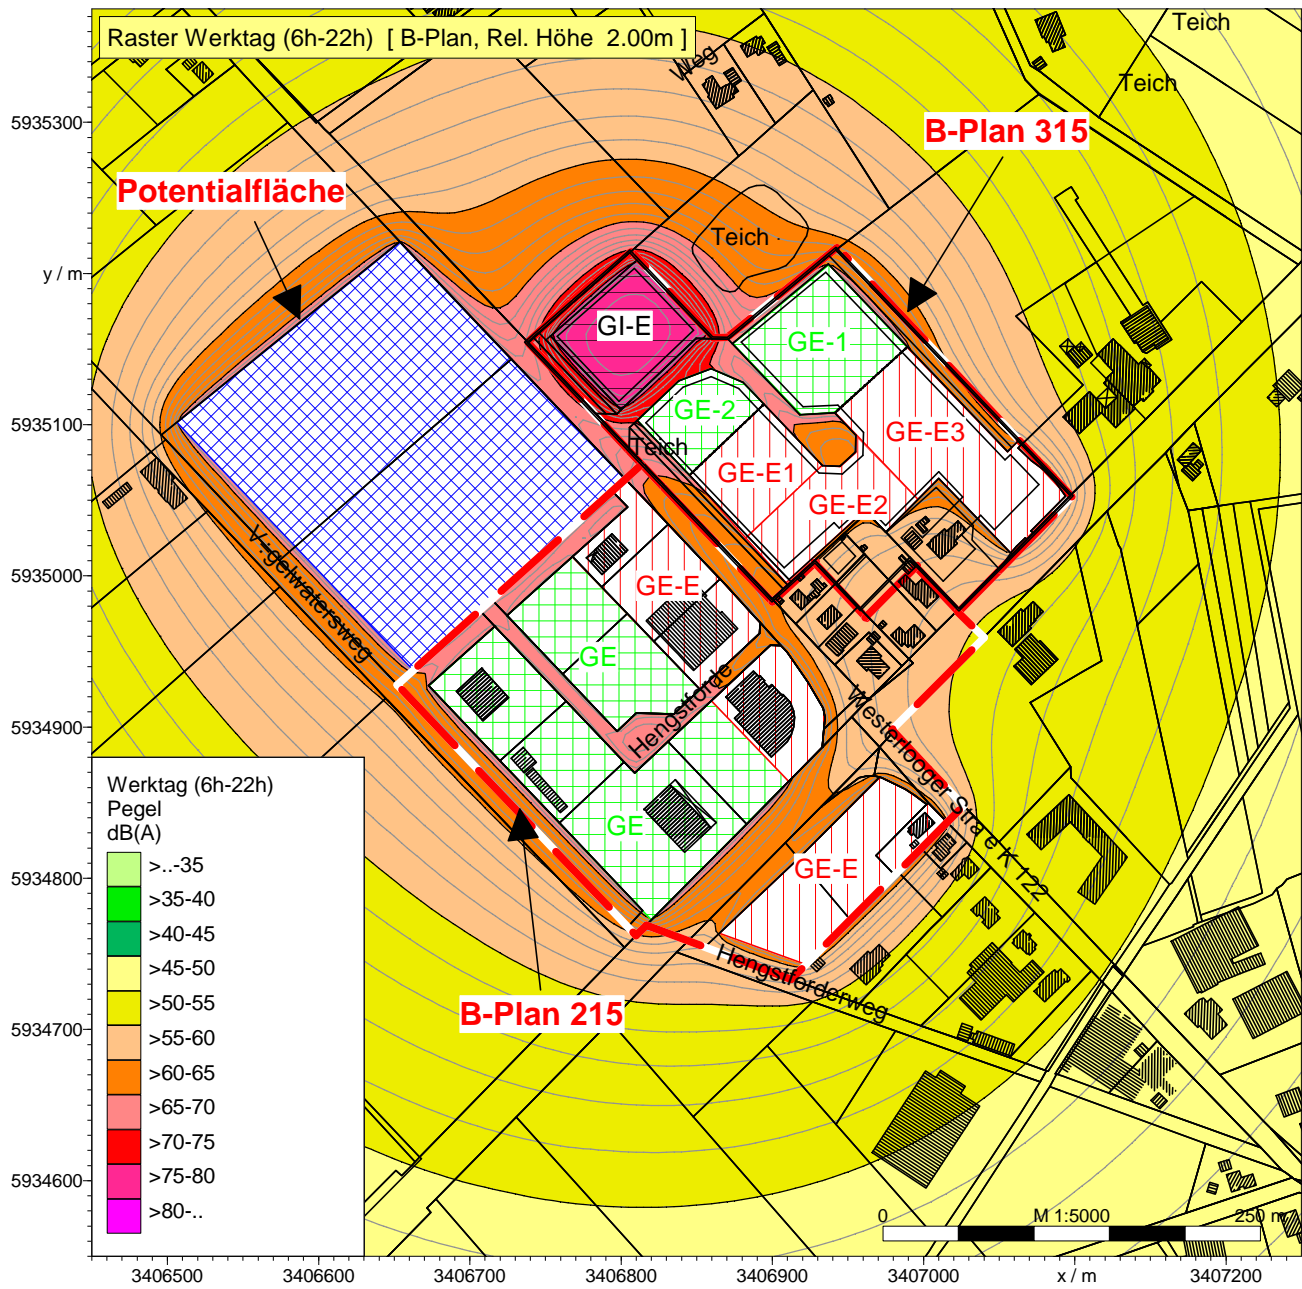 Raster Werktag (6h-22h) [ B-Plan, Rel. Höhe 2.00m ]
Weg
Teich
Teich
B-Plan 315
Potentialfläche
Teich
GI-E
GE-1
GE-2
Teich
GE-E3
GE-E1
GE-E2
GE-E
GE
V·:gelwatersweg
Hengstforde
Westerlooger Stra e K 122
GE
GE-E
B-Plan 215
Hengstforderweg
5935300
y / m
5935100
5935000
5934900
5934800
5934700
5934600
Werktag (6h-22h)
Pegel
dB(A)
>..-35
>35-40
>40-45
>45-50
>50-55
>55-60
>60-65
>65-70
>70-75
>75-80
>80-..
0 M 1:5000 250 m
3406500 3406600 3406700 3406800 3406900 3407000 x / m 3407200